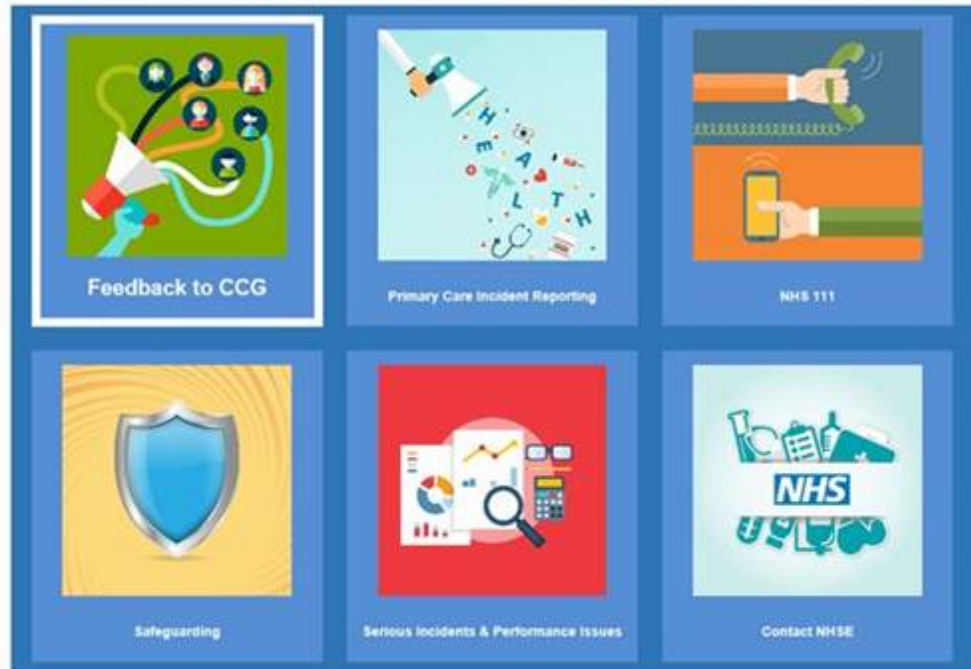 Feedback to CCG
H
E
A
L
T
H
Primary Care Incident Reporting
NHS 111
Safeguarding
Serious Incidents & Performance Issues
NHS
Contact NHSE